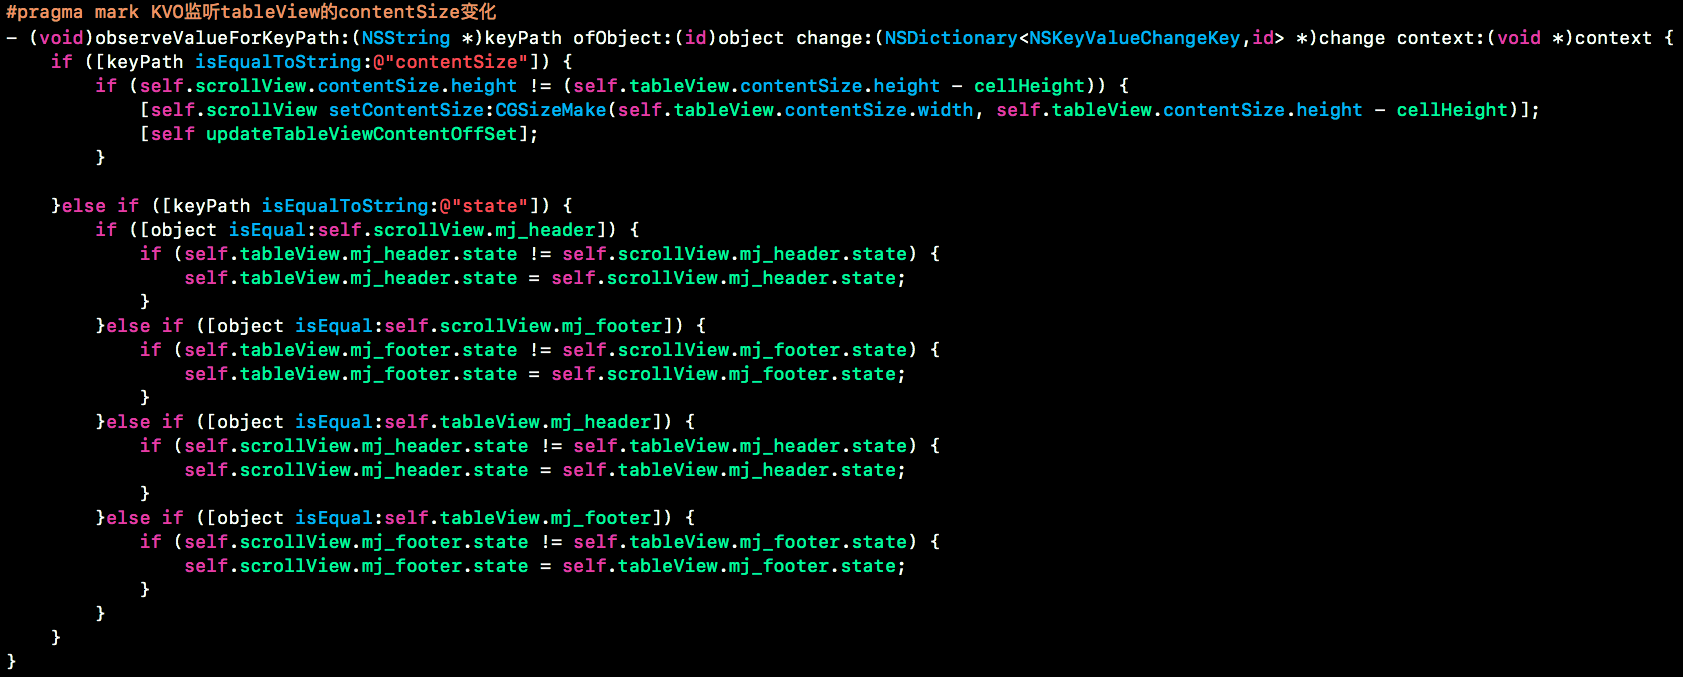 #pragma mark KVO监听tableView的contentSize变化
- (void)observeValueForKeyPath:(NSString *)keyPath ofObject:(id)object change:(NSDictionary<NSKeyValueChangeKey,id> *)change context:(void *)context {
    if ([keyPath isEqualToString:@"contentSize"]) {
        if (self.scrollView.contentSize.height != (self.tableView.contentSize.height - cellHeight)) {
            [self.scrollView setContentSize:CGSizeMake(self.tableView.contentSize.width, self.tableView.contentSize.height - cellHeight)];
            [self updateTableViewContentOffSet];
        }
    }else if ([keyPath isEqualToString:@"state"]) {
        if ([object isEqual:self.scrollView.mj_header]) {
            if (self.tableView.mj_header.state != self.scrollView.mj_header.state) {
                self.tableView.mj_header.state = self.scrollView.mj_header.state;
            }
        }else if ([object isEqual:self.scrollView.mj_footer]) {
            if (self.tableView.mj_footer.state != self.scrollView.mj_footer.state) {
                self.tableView.mj_footer.state = self.scrollView.mj_footer.state;
            }
        }else if ([object isEqual:self.tableView.mj_header]) {
            if (self.scrollView.mj_header.state != self.tableView.mj_header.state) {
                self.scrollView.mj_header.state = self.tableView.mj_header.state;
            }
        }else if ([object isEqual:self.tableView.mj_footer]) {
            if (self.scrollView.mj_footer.state != self.tableView.mj_footer.state) {
                self.scrollView.mj_footer.state = self.tableView.mj_footer.state;
            }
        }
    }
}